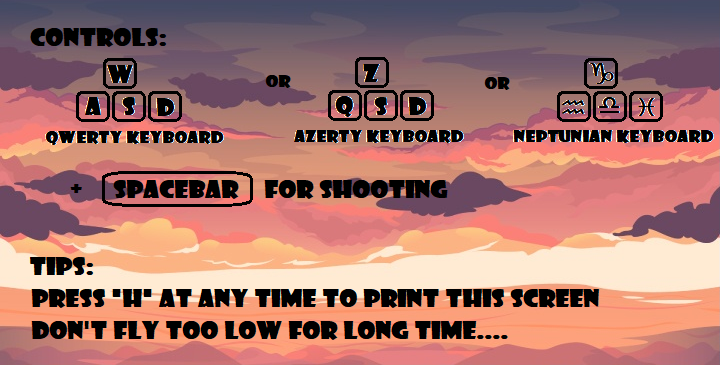 CONTROLS:
W OR Z OR ♑
A S D Q S D ♒ ♎ ♓
QWERTY KEYBOARD AZERTY KEYBOARD NEPTUNIAN KEYBOARD
+ SPACEBAR FOR SHOOTING
TIPS:
PRESS "H" AT ANY TIME TO PRINT THIS SCREEN
DON'T FLY TOO LOW FOR LONG TIME....